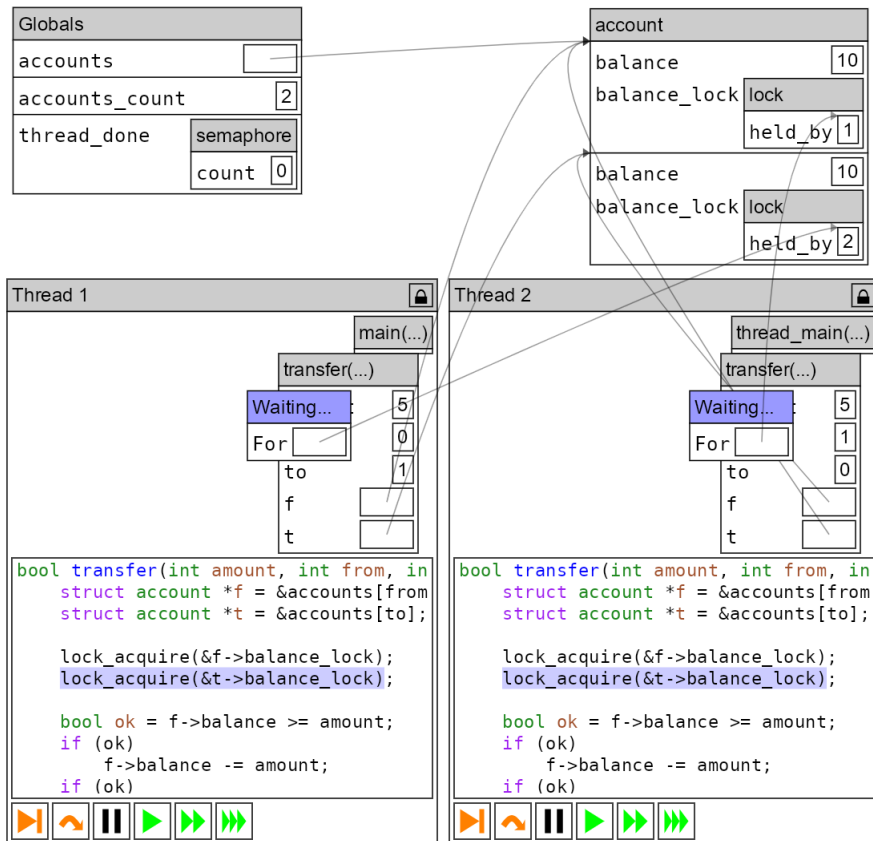 Globals
accounts
accounts_count 2
thread_done semaphore
count 0
account
balance 10
balance_lock lock
held_by 1
balance 10
balance_lock lock
held_by 2
Thread 1
main(...)
transfer(...)
Waiting... t 5
For 0
to 1
f
t
bool transfer(int amount, int from, in
struct account *f = &accounts[from
struct account *t = &accounts[to];
lock_acquire(&f->balance_lock);
lock_acquire(&t->balance_lock);
bool ok = f->balance >= amount;
if (ok)
f->balance -= amount;
if (ok)
Thread 2
thread_main(...)
transfer(...)
Waiting... 5
For 1
to 0
f
t
bool transfer(int amount, int from, in
struct account *f = &accounts[from
struct account *t = &accounts[to];
lock_acquire(&f->balance_lock);
lock_acquire(&t->balance_lock);
bool ok = f->balance >= amount;
if (ok)
f->balance -= amount;
if (ok)